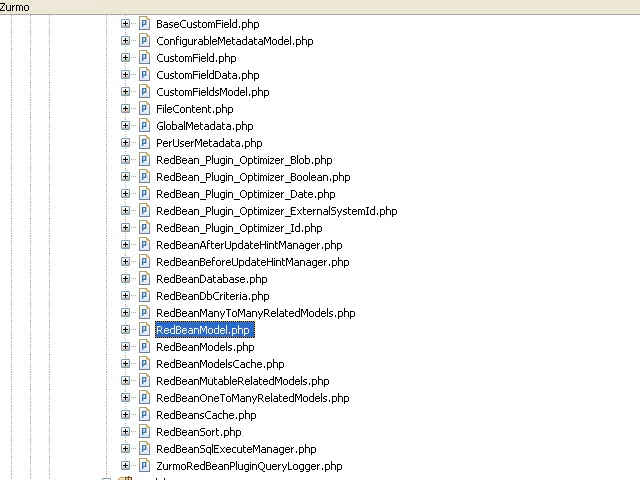 Zurmo
BaseCustomField.php
ConfigurableMetadataModel.php
CustomField.php
CustomFieldData.php
CustomFieldsModel.php
FileContent.php
GlobalMetadata.php
PerUserMetadata.php
RedBean_Plugin_Optimizer_Blob.php
RedBean_Plugin_Optimizer_Boolean.php
RedBean_Plugin_Optimizer_Date.php
RedBean_Plugin_Optimizer_ExternalSystemId.php
RedBean_Plugin_Optimizer_Id.php
RedBeanAfterUpdateHintManager.php
RedBeanBeforeUpdateHintManager.php
RedBeanDatabase.php
RedBeanDbCriteria.php
RedBeanManyToManyRelatedModels.php
RedBeanModel.php
RedBeanModels.php
RedBeanModelsCache.php
RedBeanMutableRelatedModels.php
RedBeanOneToManyRelatedModels.php
RedBeansCache.php
RedBeanSort.php
RedBeanSqlExecuteManager.php
ZurmoRedBeanPluginQueryLogger.php